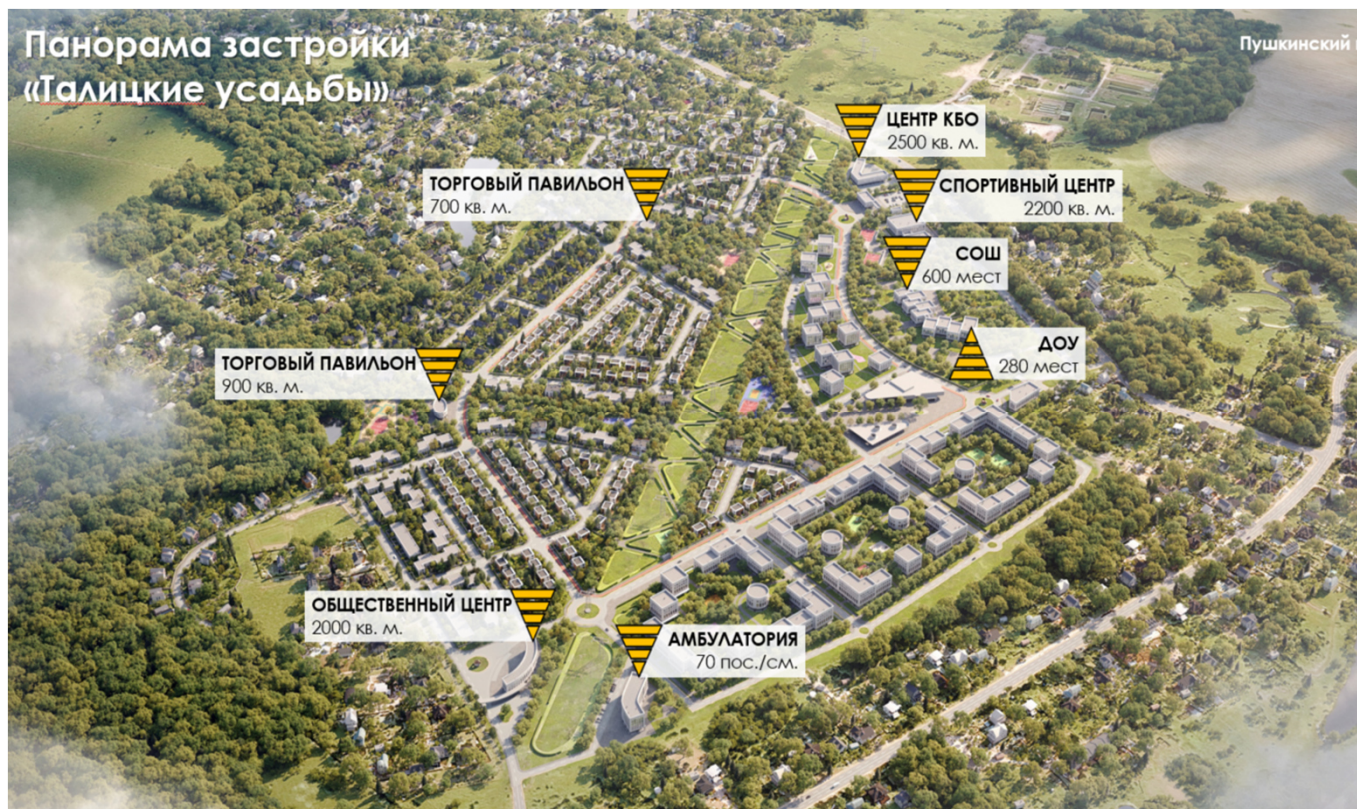 Панорама застройки
«Талицкие усадьбы»
Пушкинский
ЦЕНТР КБО
2500 кв. м.
ТОРГОВЫЙ ПАВИЛЬОН
700 кв. м.
СПОРТИВНЫЙ ЦЕНТР
2200 кв. м.
СОШ
600 мест
ДОУ
280 мест
ТОРГОВЫЙ ПАВИЛЬОН
900 кв. м.
ОБЩЕСТВЕННЫЙ ЦЕНТР
2000 кв. м.
АМБУЛАТОРИЯ
70 пос./см.